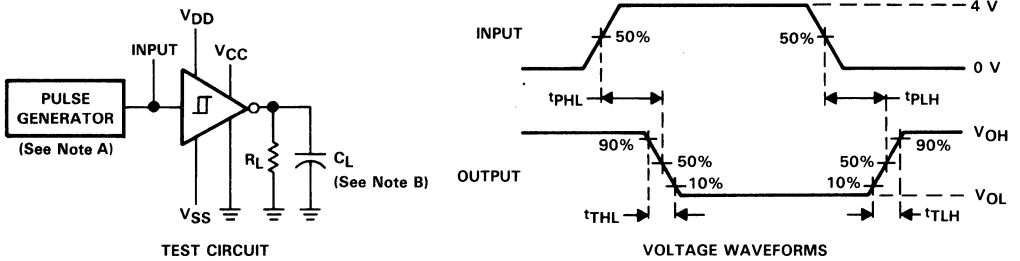 VDD
INPUT
VCC
PULSE
GENERATOR
(See Note A)
RL
CL
(See Note B)
VSS
TEST CIRCUIT
INPUT
50%
50%
4 V
0 V
tPHL
tPLH
OUTPUT
90%
50%
10%
50%
10%
90%
VOH
VOL
tTHL
tTLH
VOLTAGE WAVEFORMS